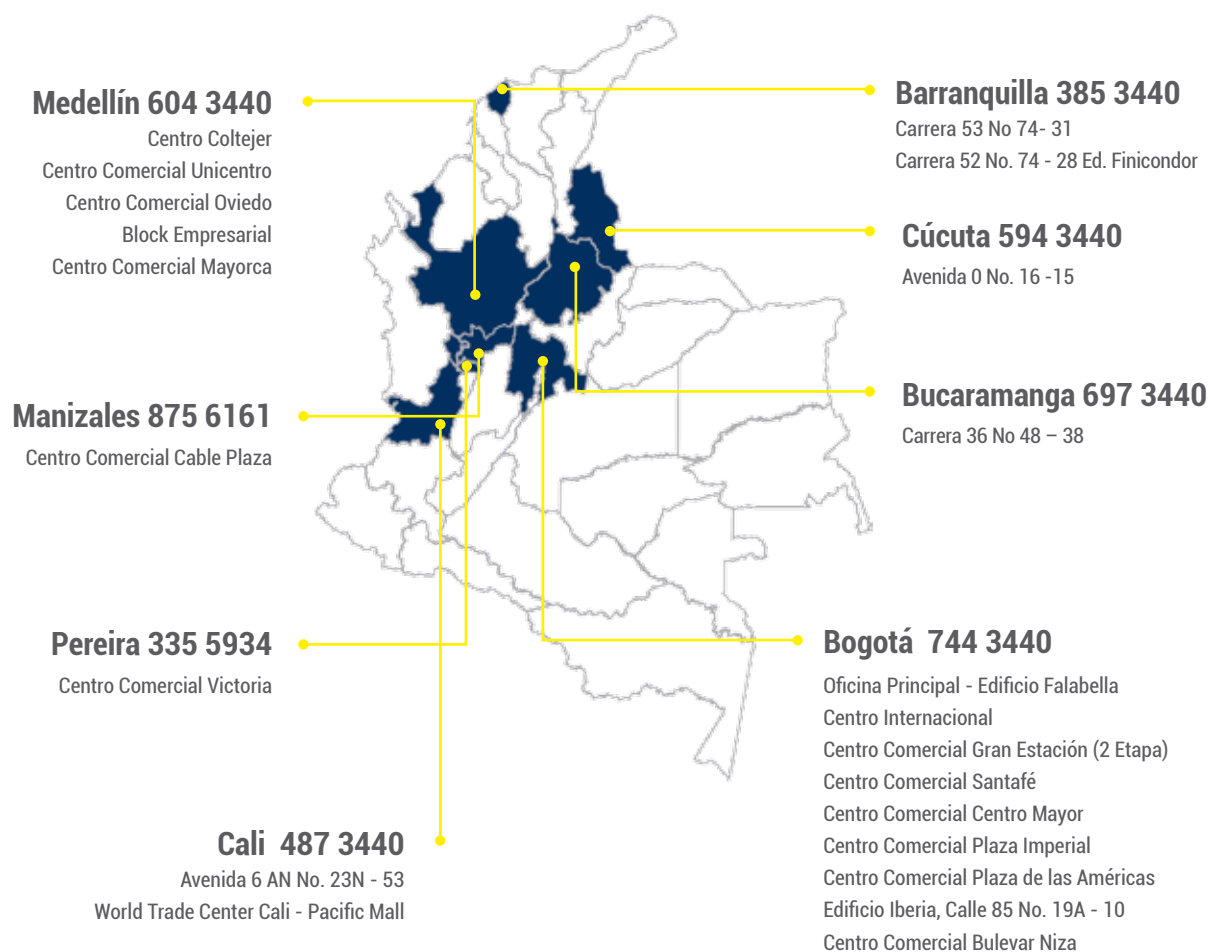 Medellín 604 3440
Centro Coltejer
Centro Comercial Unicentro
Centro Comercial Oviedo
Block Empresarial
Centro Comercial Mayorca
Manizales 875 6161
Centro Comercial Cable Plaza
Pereira 335 5934
Centro Comercial Victoria
Cali 487 3440
Avenida 6 AN No. 23N - 53
World Trade Center Cali - Pacific Mall
Barranquilla 385 3440
Carrera 53 No 74- 31
Carrera 52 No. 74 - 28 Ed. Finicondor
Cúcuta 594 3440
Avenida 0 No. 16 -15
Bucaramanga 697 3440
Carrera 36 No 48 – 38
Bogotá 744 3440
Oficina Principal - Edificio Falabella
Centro Internacional
Centro Comercial Gran Estación (2 Etapa)
Centro Comercial Santafé
Centro Comercial Centro Mayor
Centro Comercial Plaza Imperial
Centro Comercial Plaza de las Américas
Edificio Iberia, Calle 85 No. 19A - 10
Centro Comercial Bulevar Niza